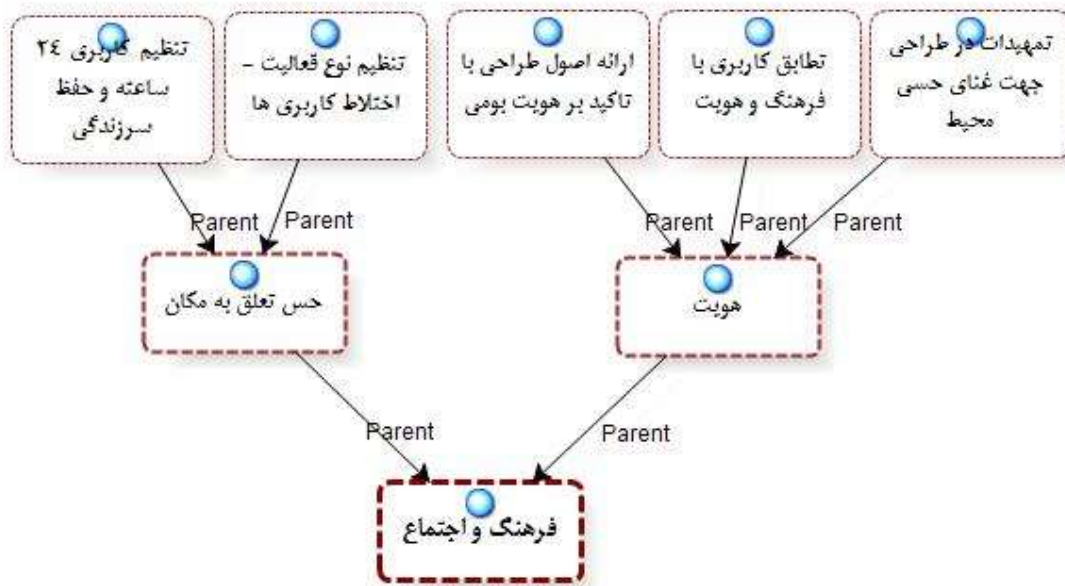 تمهیدات در طراحی
جهت غنای حسی
محیط
تطابق کاربری با
فرهنگ و هویت
ارائه اصول طراحی با
تاکید بر هویت بومی
تنظیم نوع فعالیت -
اختلاط کاربری ها
تنظیم کاربری ۲٤
ساعته و حفظ
سرزندگی
Parent
Parent
Parent
Parent
Parent
هویت
حس تعلق به مکان
Parent
Parent
فرهنگ و اجتماع